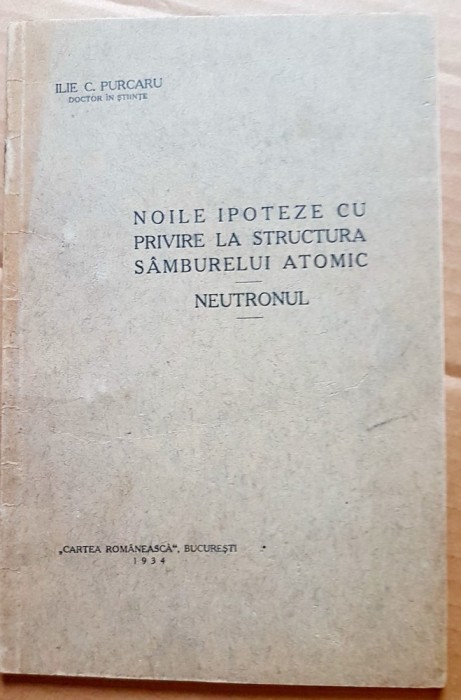 ILIE C. PURCARU
DOCTOR ÎN ȘTIINȚE
NOILE IPOTEZE CU
PRIVIRE LA STRUCTURA
SÂMBURELUI ATOMIC
NEUTRONUL
„CARTEA ROMÂNEASCĂ“, BUCUREȘTI
1934